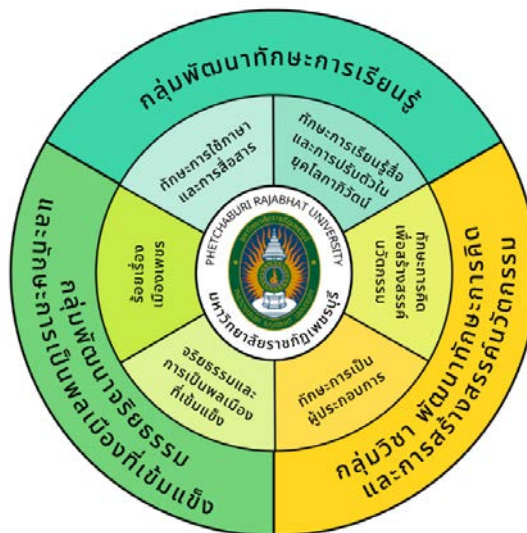 กลุ่มพัฒนาทักษะการเรียนรู้
ทักษะการใช้ภาษา
และการสื่อสาร
ทักษะการเรียนรู้สื่อ
และการปรับตัวใน
ยุคโลกาภิวัตน์
PHETCHABURI RAJABHAT UNIVERSITY
มหาวิทยาลัยราชภัฏเพชรบุรี
ร้อยเรื่อง
เมืองเพชร
ทักษะการคิด
เพื่อสร้างสรรค์
นวัตกรรม
จริยธรรมและ
การเป็นพลเมือง
ที่เข้มแข็ง
ทักษะการเป็น
ผู้ประกอบการ
กลุ่มพัฒนาจริยธรรม
และทักษะการเป็นพลเมืองที่เข้มแข็ง
กลุ่มวิชา พัฒนาทักษะการคิด
และการสร้างสรรค์นวัตกรรม